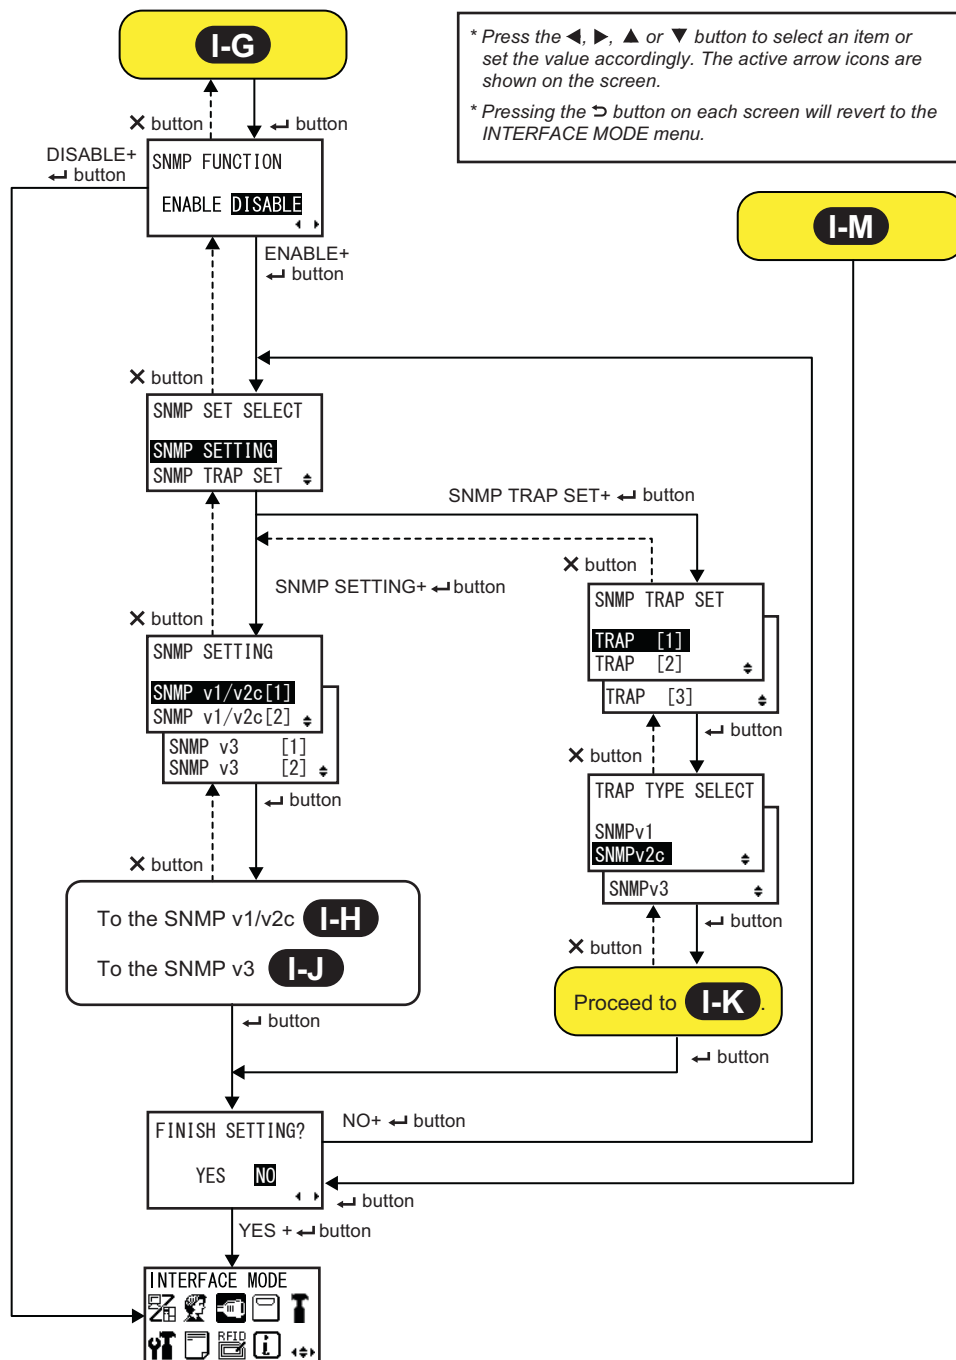 I-G
* Press the ◀, ▶, ▲ or ▼ button to select an item or
set the value accordingly. The active arrow icons are
shown on the screen.
* Pressing the ⮌ button on each screen will revert to the
INTERFACE MODE menu.
✕ button
↵ button
DISABLE+
↵ button
SNMP FUNCTION
ENABLE DISABLE
I-M
ENABLE+
↵ button
✕ button
SNMP SET SELECT
SNMP SETTING
SNMP TRAP SET
SNMP TRAP SET+ ↵ button
✕ button
SNMP SETTING+ ↵ button
SNMP TRAP SET
TRAP [1]
TRAP [2]
TRAP [3]
✕ button
SNMP SETTING
SNMP v1/v2c[1]
SNMP v1/v2c[2]
SNMP v3 [1]
SNMP v3 [2]
↵ button
✕ button
TRAP TYPE SELECT
SNMPv1
SNMPv2c
SNMPv3
↵ button
✕ button
To the SNMP v1/v2c I-H
To the SNMP v3 I-J
↵ button
✕ button
Proceed to I-K.
↵ button
↵ button
FINISH SETTING?
YES NO
NO+ ↵ button
↵ button
YES + ↵ button
INTERFACE MODE
RFID
i